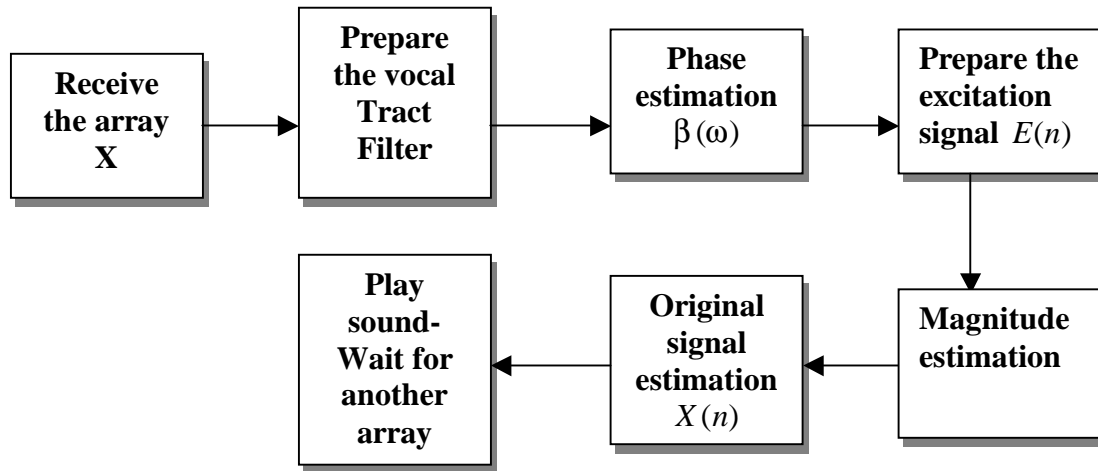 Receive
the array
X
Prepare
the vocal
Tract
Filter
Phase
estimation
β(ω)
Prepare the
excitation
signal E(n)
Magnitude
estimation
Original
signal
estimation
X(n)
Play
sound-
Wait for
another
array